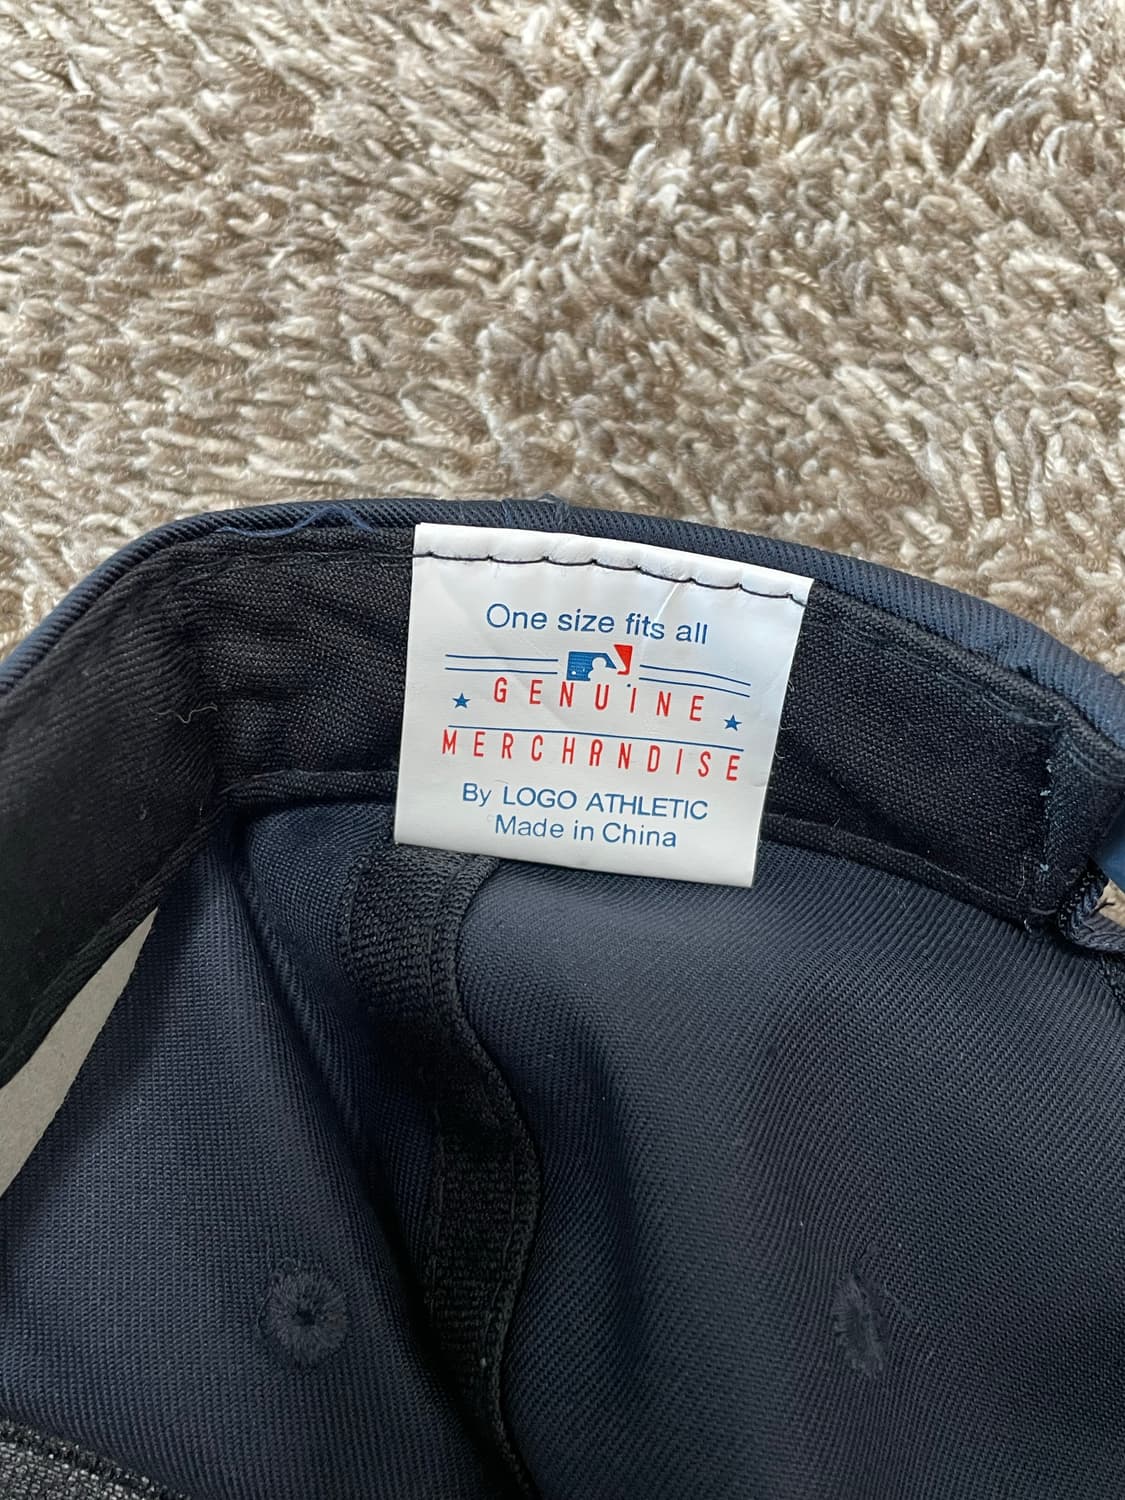 One size fits all
GENUINE
MERCHANDISE
By LOGO ATHLETIC
Made in China